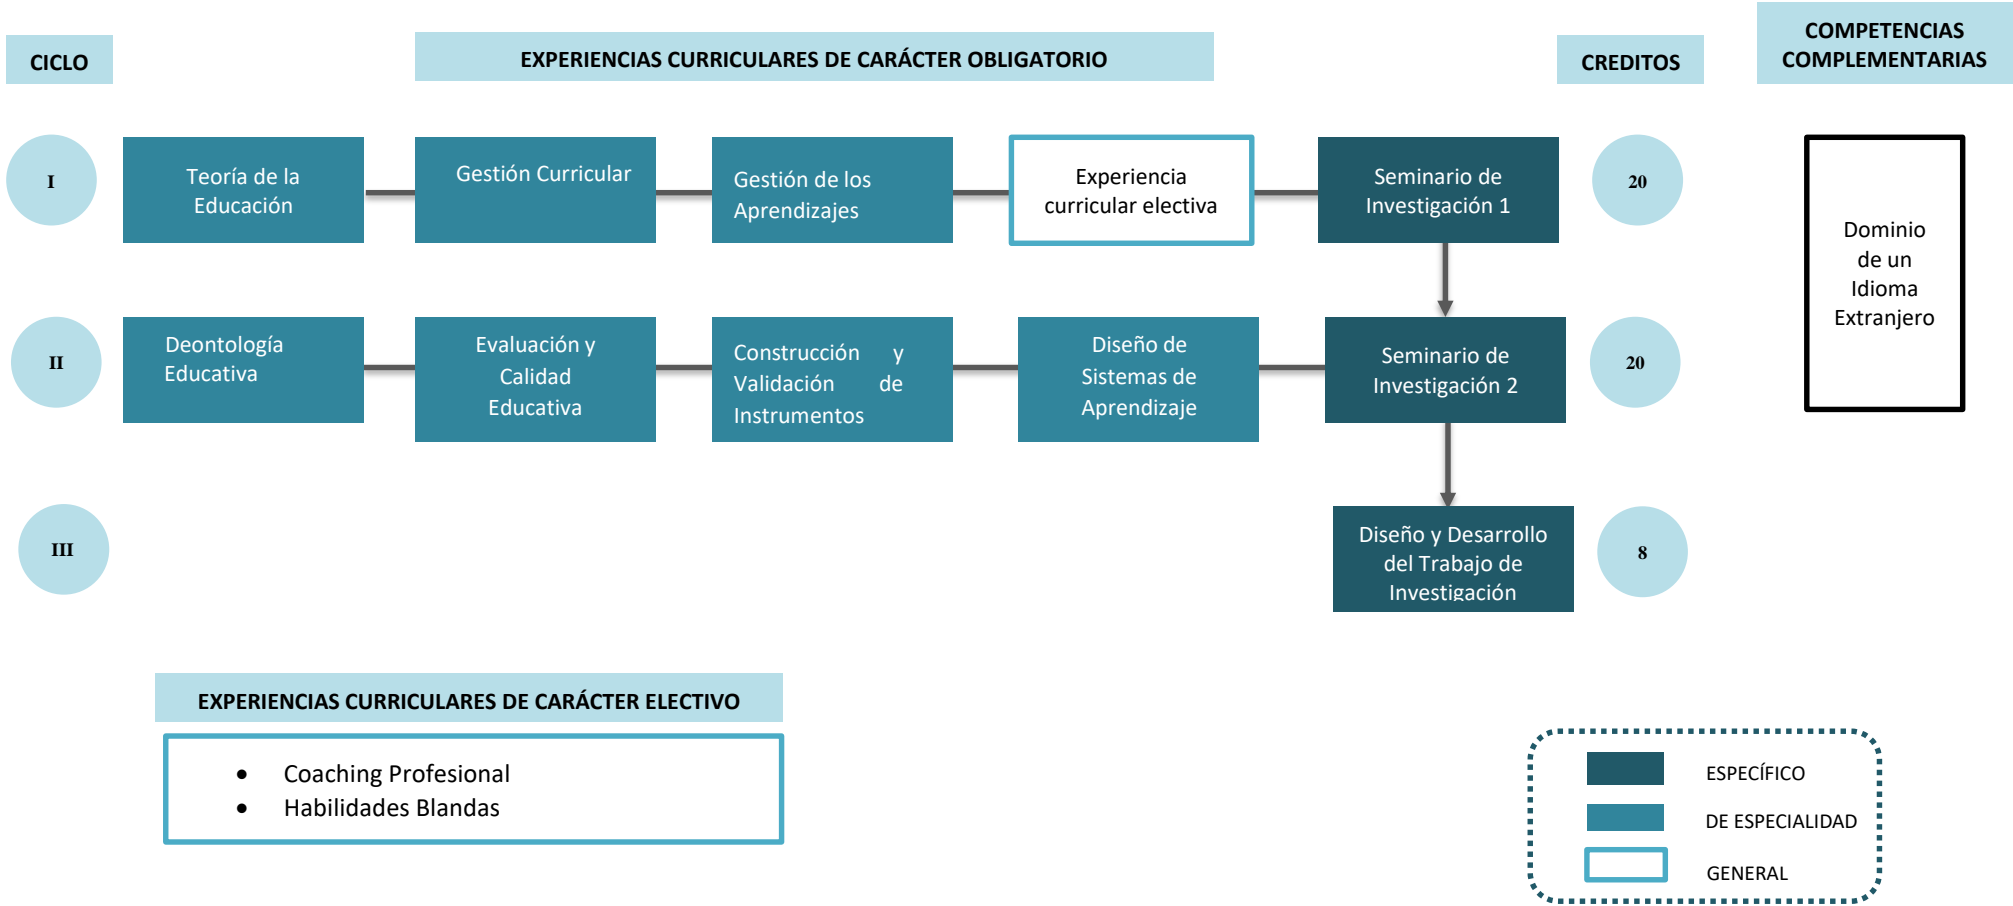 CICLO
EXPERIENCIAS CURRICULARES DE CARÁCTER OBLIGATORIO
CREDITOS
COMPETENCIAS
COMPLEMENTARIAS
I
Teoría de la
Educación
Gestión Curricular
Gestión de los
Aprendizajes
Experiencia
curricular electiva
Seminario de
Investigación 1
20
Dominio
de un
Idioma
Extranjero
II
Deontología
Educativa
Evaluación y
Calidad
Educativa
Construcción y
Validación de
Instrumentos
Diseño de
Sistemas de
Aprendizaje
Seminario de
Investigación 2
20
III
Diseño y Desarrollo
del Trabajo de
Investigación
8
EXPERIENCIAS CURRICULARES DE CARÁCTER ELECTIVO
• Coaching Profesional
• Habilidades Blandas
ESPECÍFICO
DE ESPECIALIDAD
GENERAL